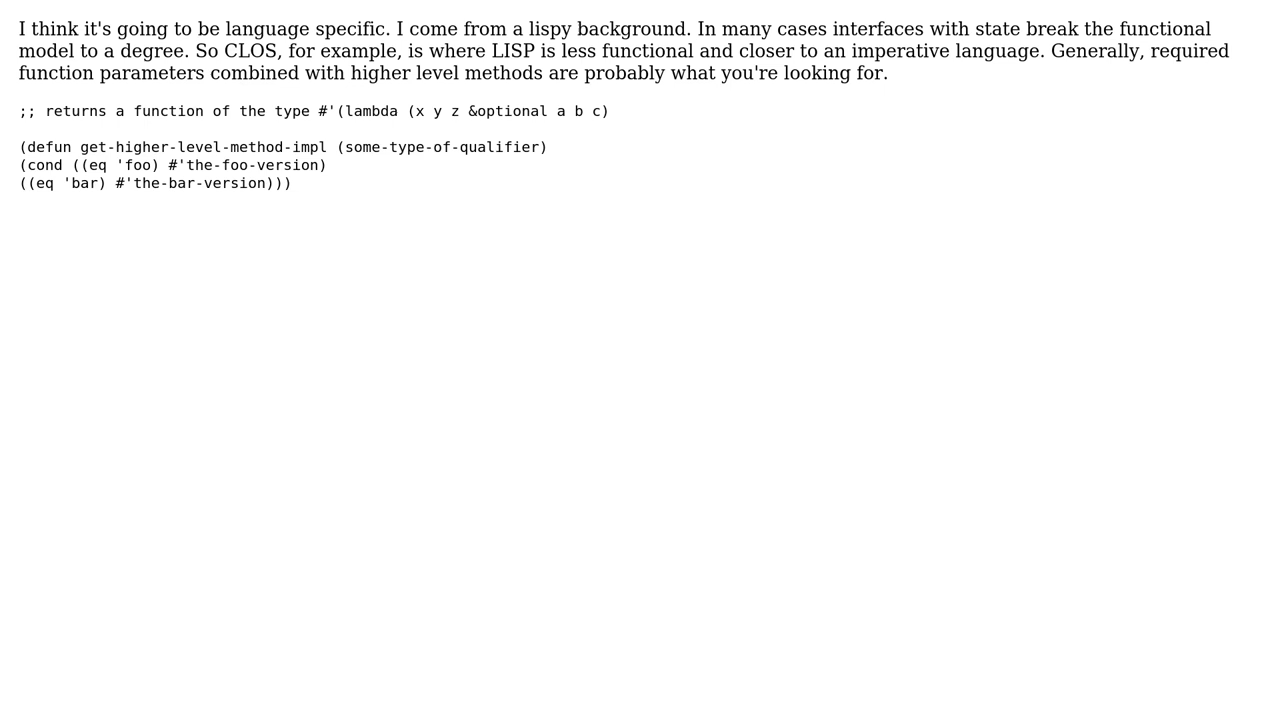 I think it's going to be language specific. I come from a lispy background. In many cases interfaces with state break the functional
model to a degree. So CLOS, for example, is where LISP is less functional and closer to an imperative language. Generally, required
function parameters combined with higher level methods are probably what you're looking for.
;; returns a function of the type #'(lambda (x y z &optional a b c)
(defun get-higher-level-method-impl (some-type-of-qualifier)
(cond ((eq 'foo) #'the-foo-version)
((eq 'bar) #'the-bar-version)))